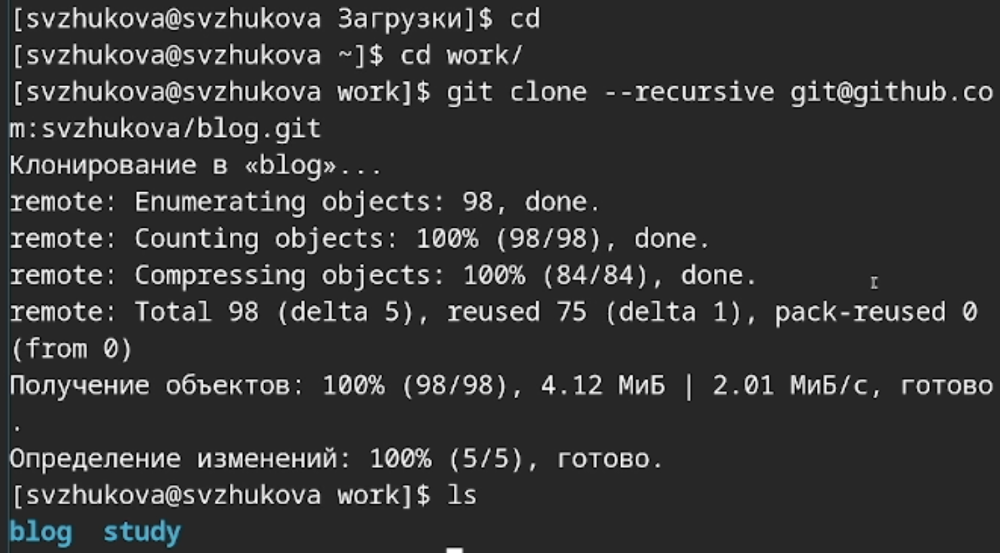 [svzhukova@svzhukova Загрузки]$ cd
[svzhukova@svzhukova ~]$ cd work/
[svzhukova@svzhukova work]$ git clone --recursive git@github.co
m:svzhukova/blog.git
Клонирование в «blog»...
remote: Enumerating objects: 98, done.
remote: Counting objects: 100% (98/98), done.
remote: Compressing objects: 100% (84/84), done.
remote: Total 98 (delta 5), reused 75 (delta 1), pack-reused 0
(from 0)
Получение объектов: 100% (98/98), 4.12 МиБ | 2.01 МиБ/с, готово
.
Определение изменений: 100% (5/5), готово.
[svzhukova@svzhukova work]$ ls
blog  study